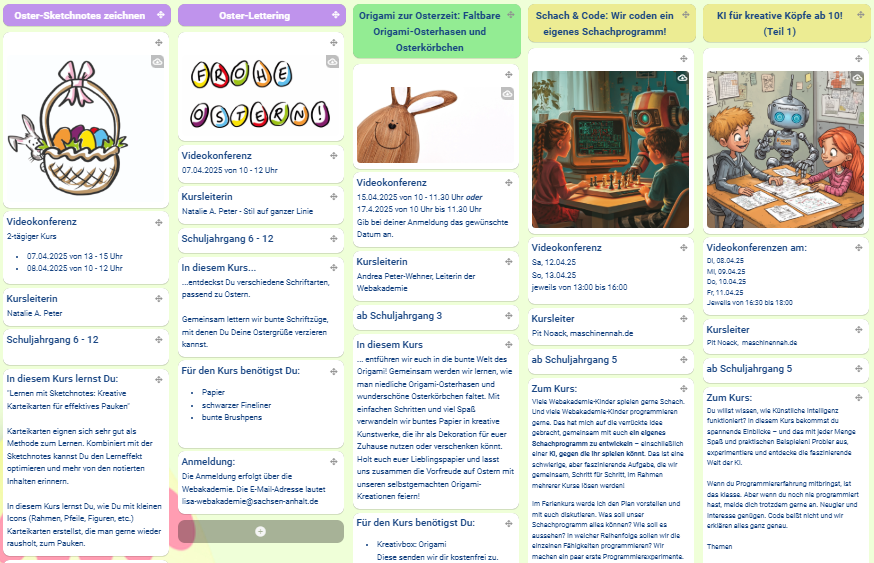 Oster-Sketchnotes zeichnen
Videokonferenz
2-tägiger Kurs
07.04.2025 von 13 - 15 Uhr
08.04.2025 von 10 - 12 Uhr
Kursleiterin
Natalie A. Peter
Schuljahrgang 6 - 12
In diesem Kurs lernst Du:
"Lernen mit Sketchnotes: Kreative
Karteikarten für effektives Pauken"
Karteikarten eignen sich sehr gut als
Methode zum Lernen. Kombiniert mit der
Sketchnotes kannst Du den Lerneffekt
optimieren und mehr von den notierten
Inhalten erinnern.
In diesem Kurs lernst Du, wie Du mit kleinen
Icons (Rahmen, Pfeile, Figuren, etc.)
Karteikarten erstellst, die man gerne wieder
rausholt, zum Pauken.
Oster-Lettering
FROHE
OSTERN!
Videokonferenz
07.04.2025 von 10 - 12 Uhr
Kursleiterin
Natalie A. Peter - Stil auf ganzer Linie
Schuljahrgang 6 - 12
In diesem Kurs...
...entdeckst Du verschiedene Schriftarten,
passend zu Ostern.
Gemeinsam lettern wir bunte Schriftzüge,
mit denen Du Deine Ostergrüße verzieren
kannst.
Für den Kurs benötigst Du:
Papier
schwarzer Fineliner
bunte Brushpens
Anmeldung:
Die Anmeldung erfolgt über die
Webakademie. Die E-Mail-Adresse lautet
lisa-webakademie@sachsen-anhalt.de
Origami zur Osterzeit: Faltbare
Origami-Osterhasen und
Osterkörbchen
Videokonferenz
15.04.2025 von 10 - 11.30 Uhr oder
17.4.2025 von 10 Uhr bis 11.30 Uhr
Gib bei deiner Anmeldung das gewünschte
Datum an.
Kursleiterin
Andrea Peter-Wehner, Leiterin der
Webakademie
ab Schuljahrgang 3
In diesem Kurs
... entführen wir euch in die bunte Welt des
Origami! Gemeinsam werden wir lernen, wie
man niedliche Origami-Osterhasen und
wunderschöne Osterkörbchen faltet. Mit
einfachen Schritten und viel Spaß
verwandeln wir buntes Papier in kreative
Kunstwerke, die ihr als Dekoration für euer
Zuhause nutzen oder verschenken könnt.
Holt euch euer Lieblingspapier und lasst
uns zusammen die Vorfreude auf Ostern mit
unseren selbstgemachten Origami-
Kreationen feiern!
Für den Kurs benötigst Du:
Kreativbox: Origami
Diese senden wir dir kostenfrei zu.
Schach & Code: Wir coden ein
eigenes Schachprogramm!
Videokonferenz
Sa, 12.04.25
So, 13.04.25
jeweils von 13:00 bis 16:00
Kursleiter
Pit Noack, maschinennah.de
ab Schuljahrgang 5
Zum Kurs:
Viele Webakademie-Kinder spielen gerne Schach.
Und viele Webakademie-Kinder programmieren
gerne. Das hat mich auf die verrückte Idee
gebracht, gemeinsam mit euch ein eigenes
Schachprogramm zu entwickeln – einschließlich
einer KI, gegen die ihr spielen könnt. Das ist eine
schwierige, aber faszinierende Aufgabe, die wir
gemeinsam, Schritt für Schritt, im Rahmen
mehrerer Kurse lösen werden!
Im Ferienkurs werde ich den Plan vorstellen und
mit euch diskutieren. Was soll unser
Schachprogramm alles können? Wie soll es
aussehen? In welcher Reihenfolge sollen wir die
einzelnen Fähigkeiten programmieren? Wir
machen ein paar erste Programmierexperimente.
KI für kreative Köpfe ab 10!
(Teil 1)
Videokonferenzen am:
Di, 08.04.25
Mi, 09.04.25
Do, 10.04.25
Fr, 11.04.25
Jeweils von 16:30 bis 18:00
Kursleiter
Pit Noack, maschinennah.de
ab Schuljahrgang 5
Zum Kurs:
Du willst wissen, wie Künstliche Intelligenz
funktioniert? In diesem Kurs bekommst du
spannende Einblicke – und das mit jeder Menge
Spaß und praktischen Beispielen! Probier aus,
experimentiere und entdecke die faszinierende
Welt der KI.
Wenn du Programmiererfahrung mitbringst, ist
das klasse. Aber wenn du noch nie programmiert
hast, melde dich trotzdem gerne an. Neugier und
Interesse genügen. Code beißt nicht und wir
erklären alles ganz genau.
Themen